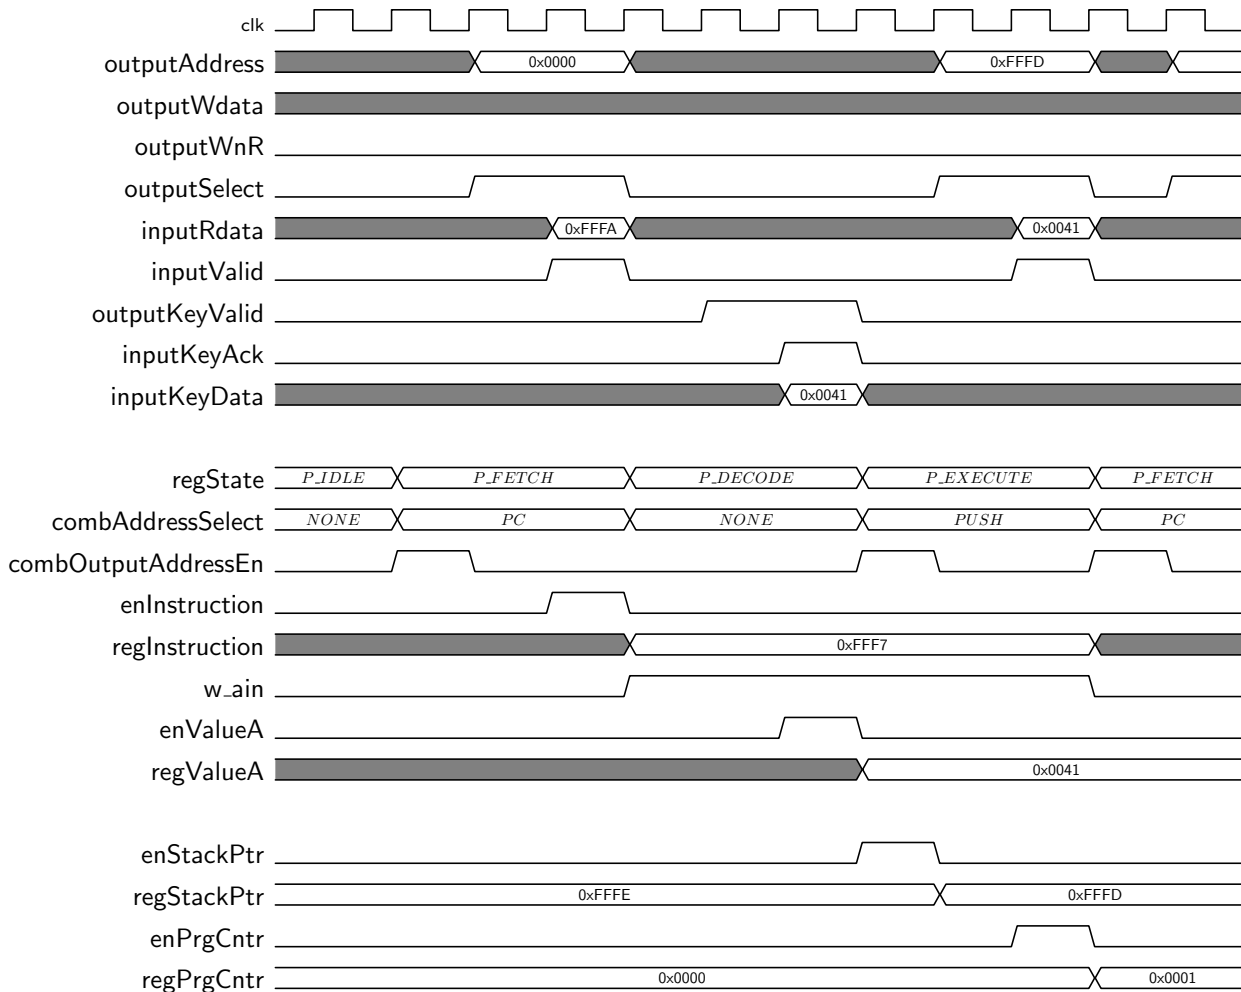 clk
outputAddress 0x0000 0xFFFD
outputWdata
outputWnR
outputSelect
inputRdata 0xFFFA 0x0041
inputValid
outputKeyValid
inputKeyAck
inputKeyData 0x0041
regState P_IDLE P_FETCH P_DECODE P_EXECUTE P_FETCH
combAddressSelect NONE PC NONE PUSH PC
combOutputAddressEn
enInstruction
regInstruction 0xFFF7
w_ain
enValueA
regValueA 0x0041
enStackPtr
regStackPtr 0xFFFE 0xFFFD
enPrgCntr
regPrgCntr 0x0000 0x0001